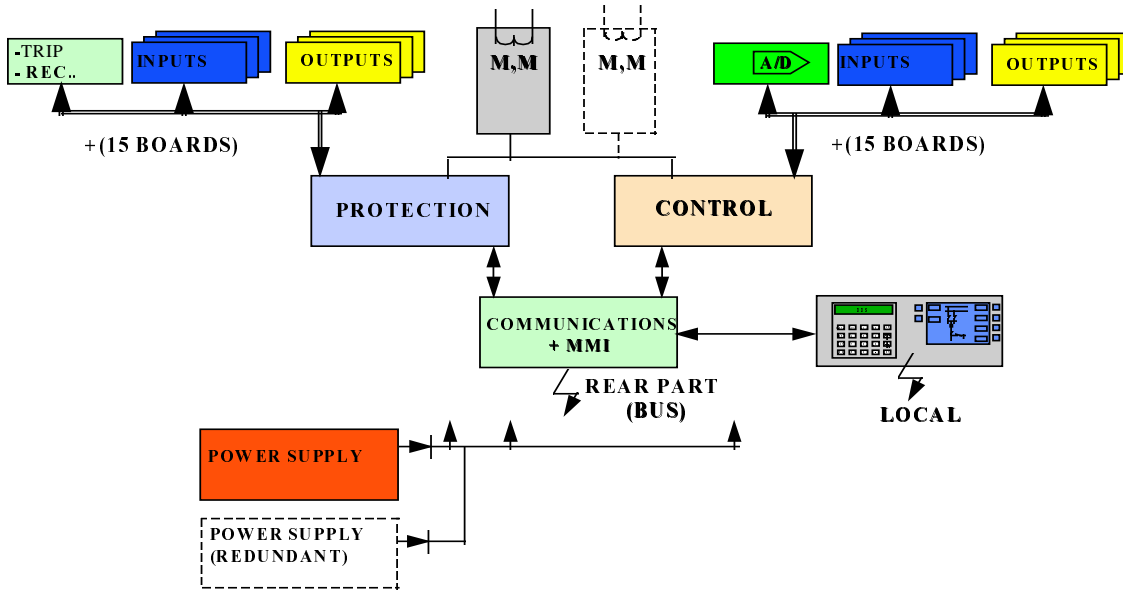 -TRIP
- REC..
INPUTS
OUTPUTS
M,M
M,M
A/D
INPUTS
OUTPUTS
+(15 BOARDS)
+(15 BOARDS)
PROTECTION
CONTROL
COMMUNICATIONS
+ MMI
REAR PART
(BUS)
LOCAL
POWER SUPPLY
POWER SUPPLY
(REDUNDANT)